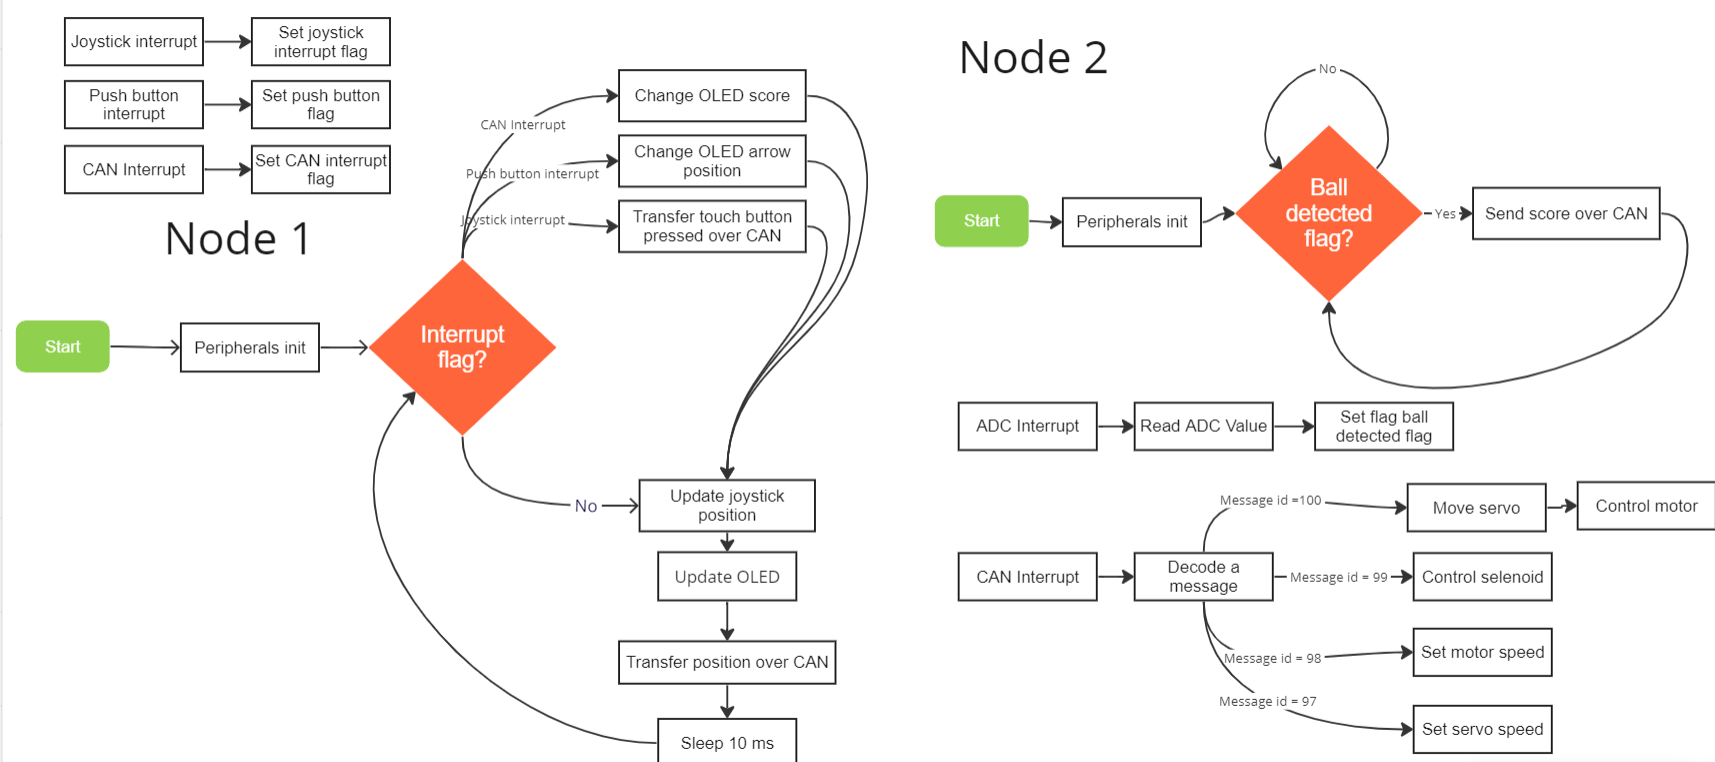 Joystick interrupt
Set joystick
interrupt flag
Push button
interrupt
Set push button
flag
CAN Interrupt
Set CAN interrupt
flag
Node 1
Start
Peripherals init
Interrupt
flag?
CAN Interrupt
Push button interrupt
Joystick interrupt
Change OLED score
Change OLED arrow
position
Transfer touch button
pressed over CAN
No
Update joystick
position
Update OLED
Transfer position over CAN
Sleep 10 ms
Node 2
No
Start
Peripherals init
Ball
detected
flag?
Yes
Send score over CAN
ADC Interrupt
Read ADC Value
Set flag ball
detected flag
CAN Interrupt
Decode a
message
Message id =100
Move servo
Control motor
Message id = 99
Control selenoid
Message id = 98
Set motor speed
Message id = 97
Set servo speed